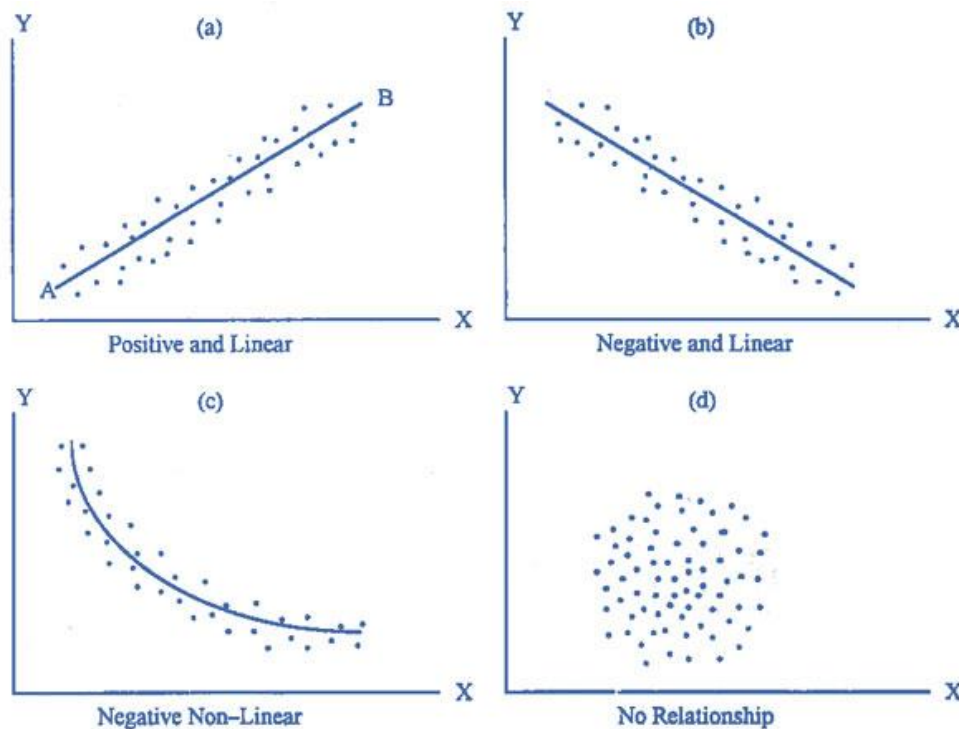 Y (a)
B
A
X
Positive and Linear
Y (b)
X
Negative and Linear
Y (c)
X
Negative Non–Linear
Y (d)
X
No Relationship